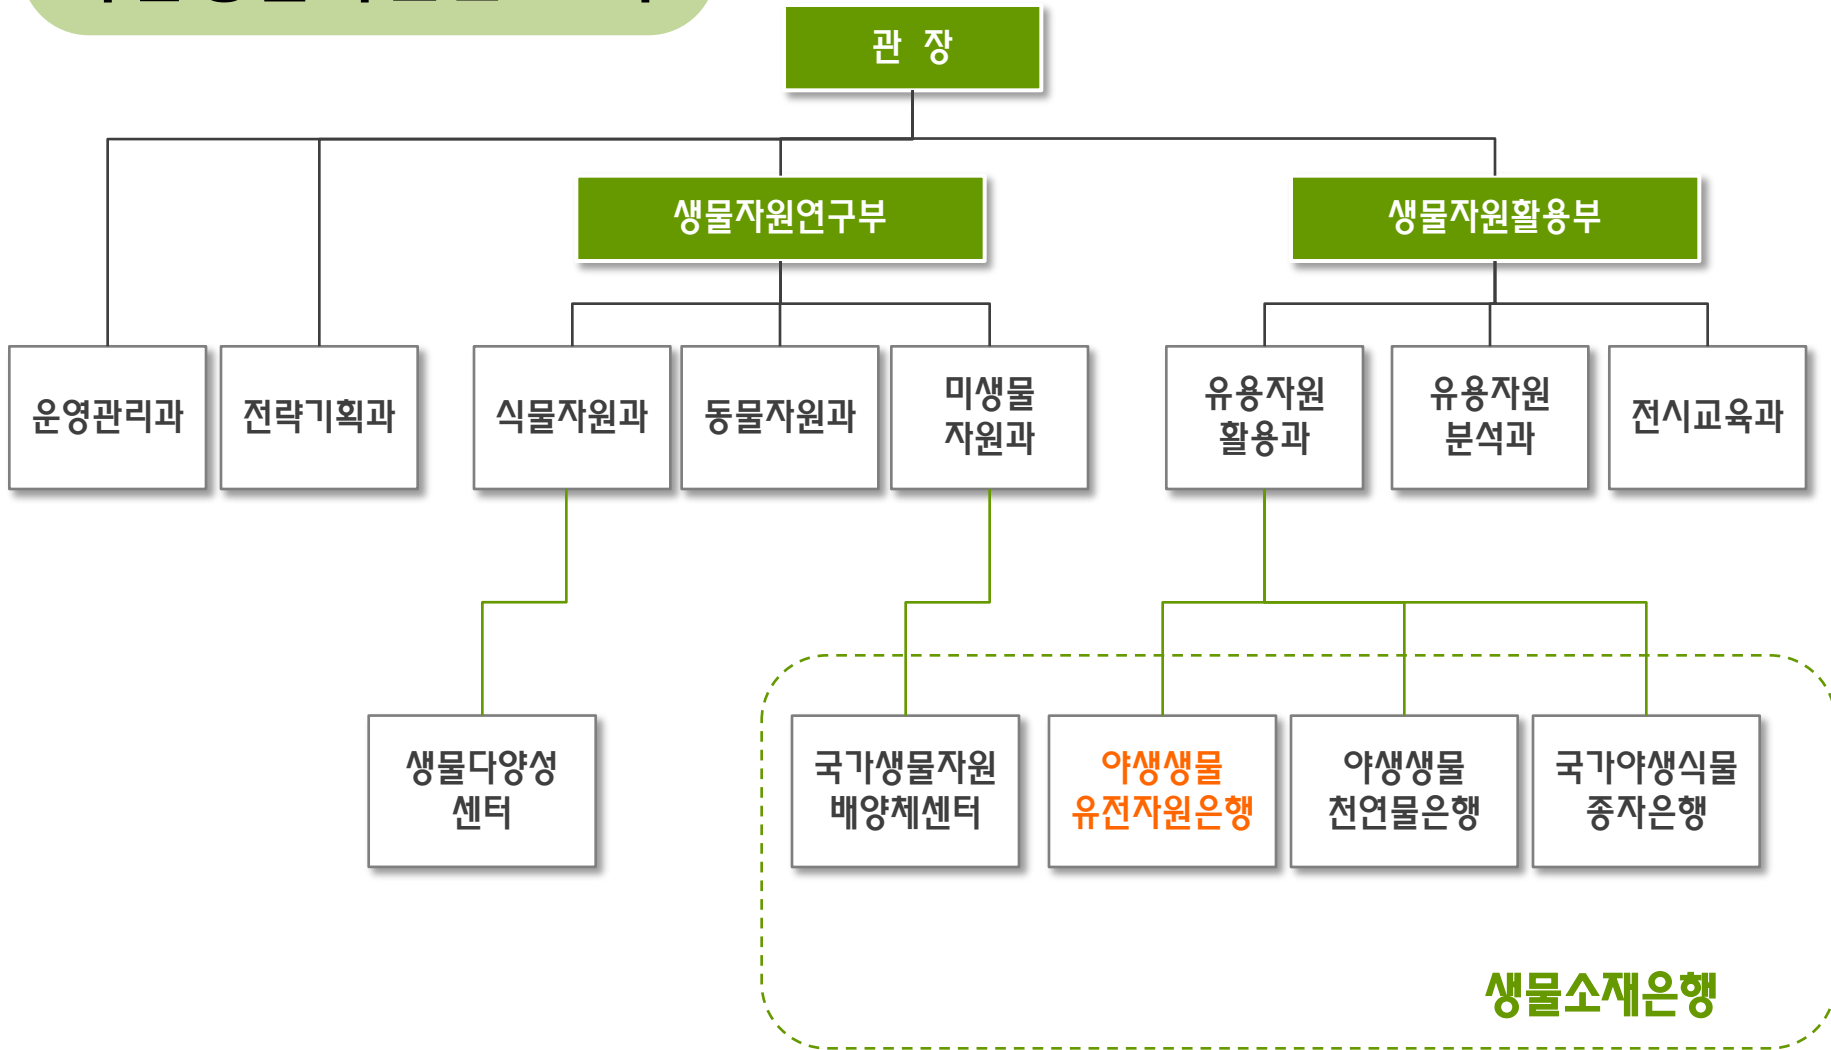 관 장
생물자원연구부
생물자원활용부
운영관리과
전략기획과
식물자원과
동물자원과
미생물
자원과
유용자원
활용과
유용자원
분석과
전시교육과
생물다양성
센터
국가생물자원
배양체센터
야생생물
유전자원은행
야생생물
천연물은행
국가야생식물
종자은행
생물소재은행